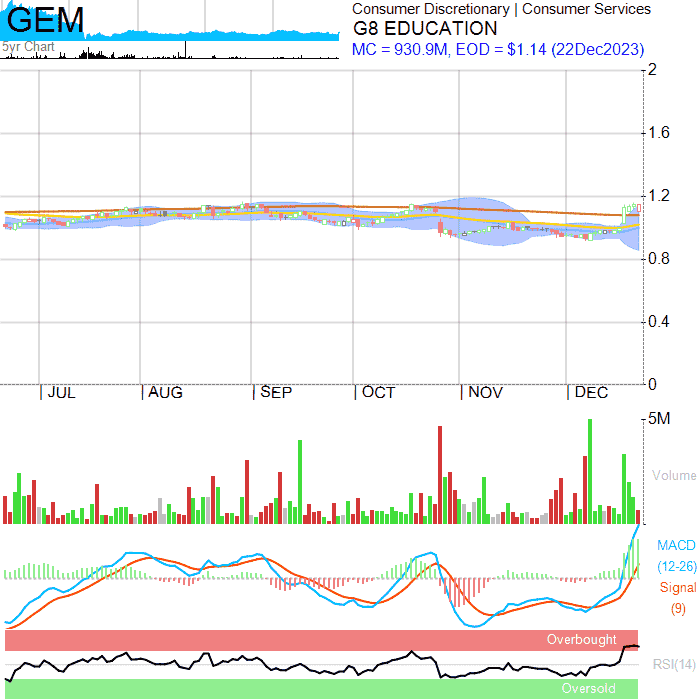 GEM
5yr Chart
Consumer Discretionary | Consumer Services
G8 EDUCATION
MC = 930.9M, EOD = $1.14 (22Dec2023)
2
1.6
1.2
0.8
0.4
0
| JUL | AUG | SEP | OCT | NOV | DEC
5M
Volume
MACD
(12-26)
Signal
(9)
Overbought
RSI(14)
Oversold